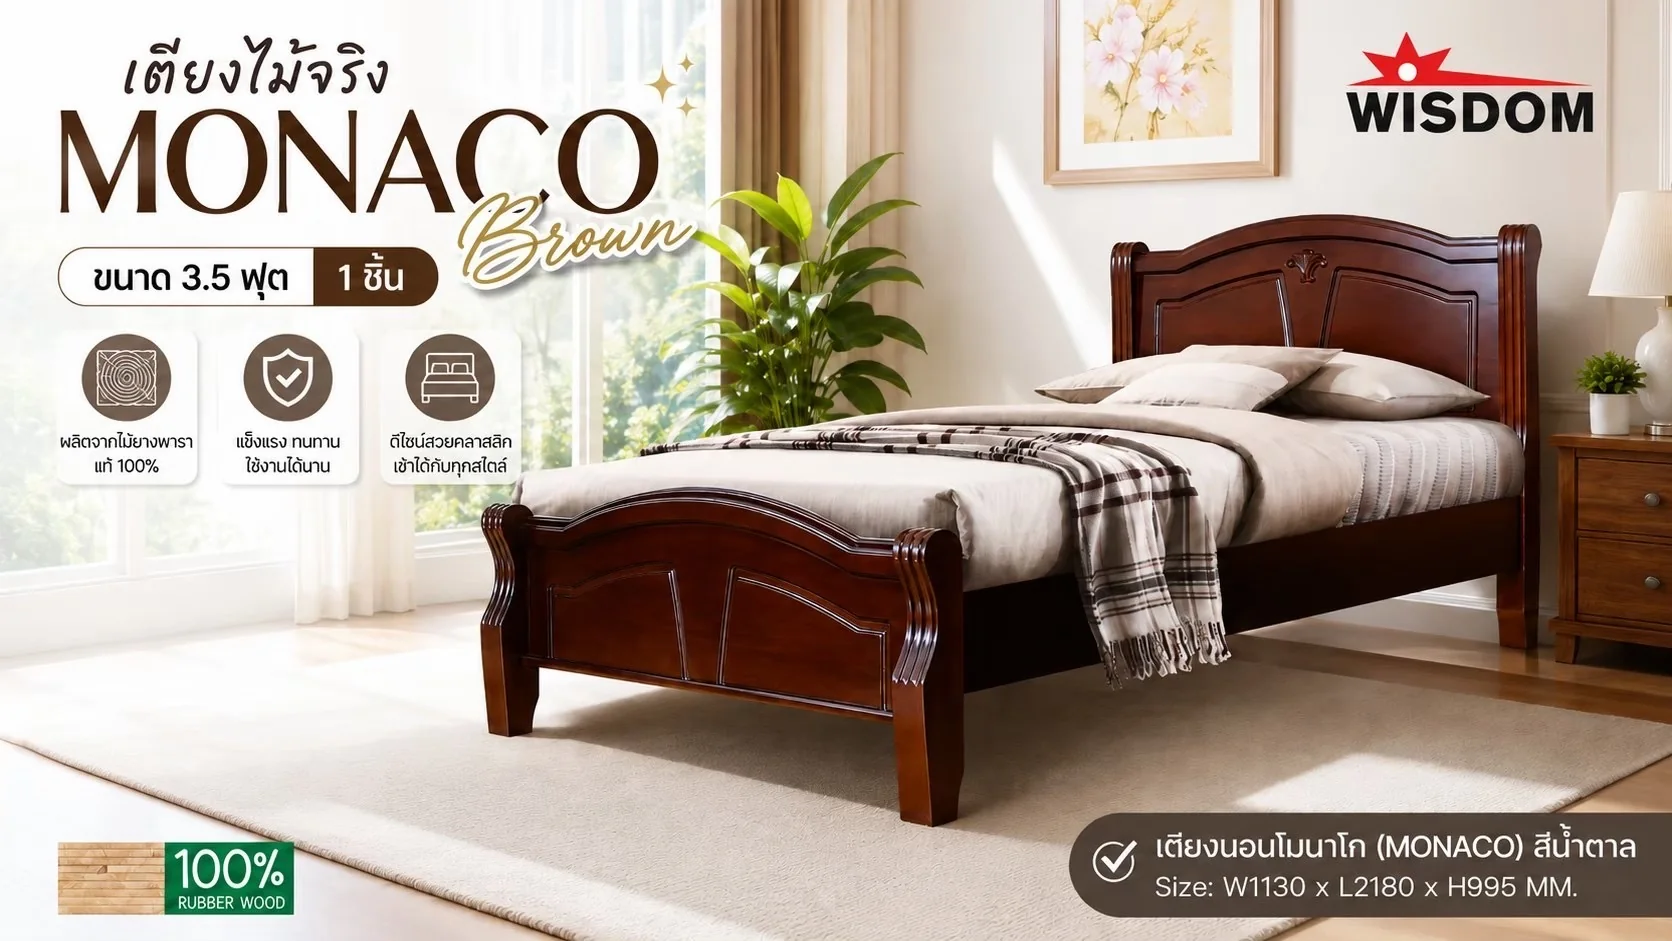 เตียงไม้จริง
MONACO
Brown
ขนาด 3.5 ฟุต 1 ชิ้น
ผลิตจากไม้ยางพารา
แท้ 100%
แข็งแรง ทนทาน
ใช้งานได้นาน
ดีไซน์สวยคลาสสิก
เข้าได้กับทุกสไตล์
WISDOM
100%
RUBBER WOOD
เตียงนอนโมนาโก (MONACO) สีน้ำตาล
Size: W1130 x L2180 x H995 MM.